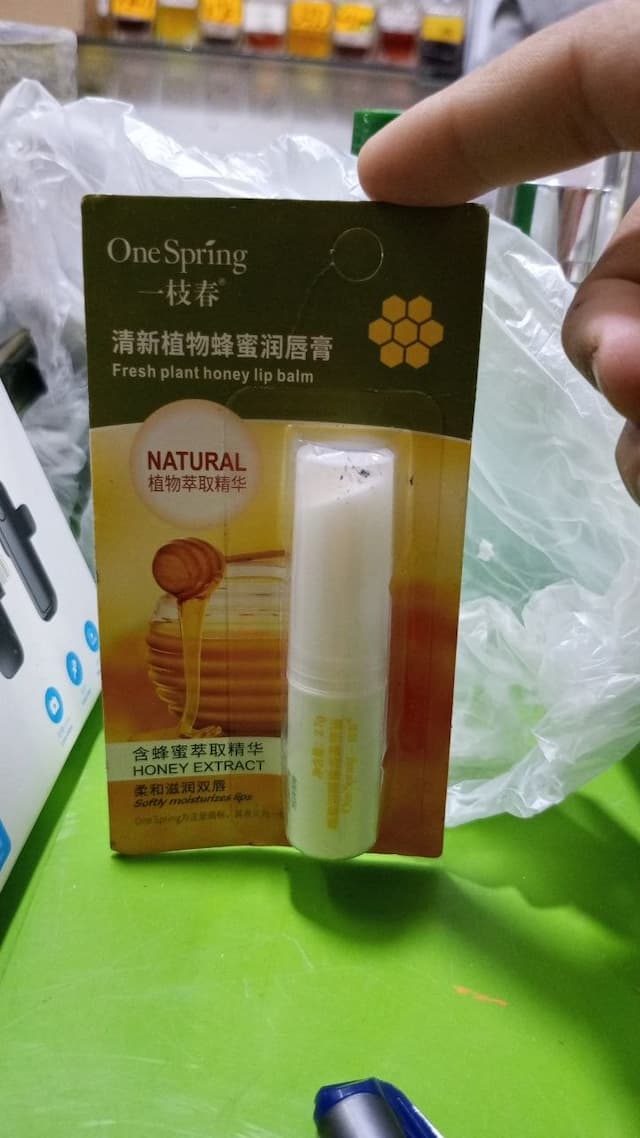 One Spring
一枝春®
清新植物蜂蜜润唇膏
Fresh plant honey lip balm
NATURAL
植物萃取精华
含蜂蜜萃取精华
HONEY EXTRACT
柔和滋润双唇
Softly moisturizes lips